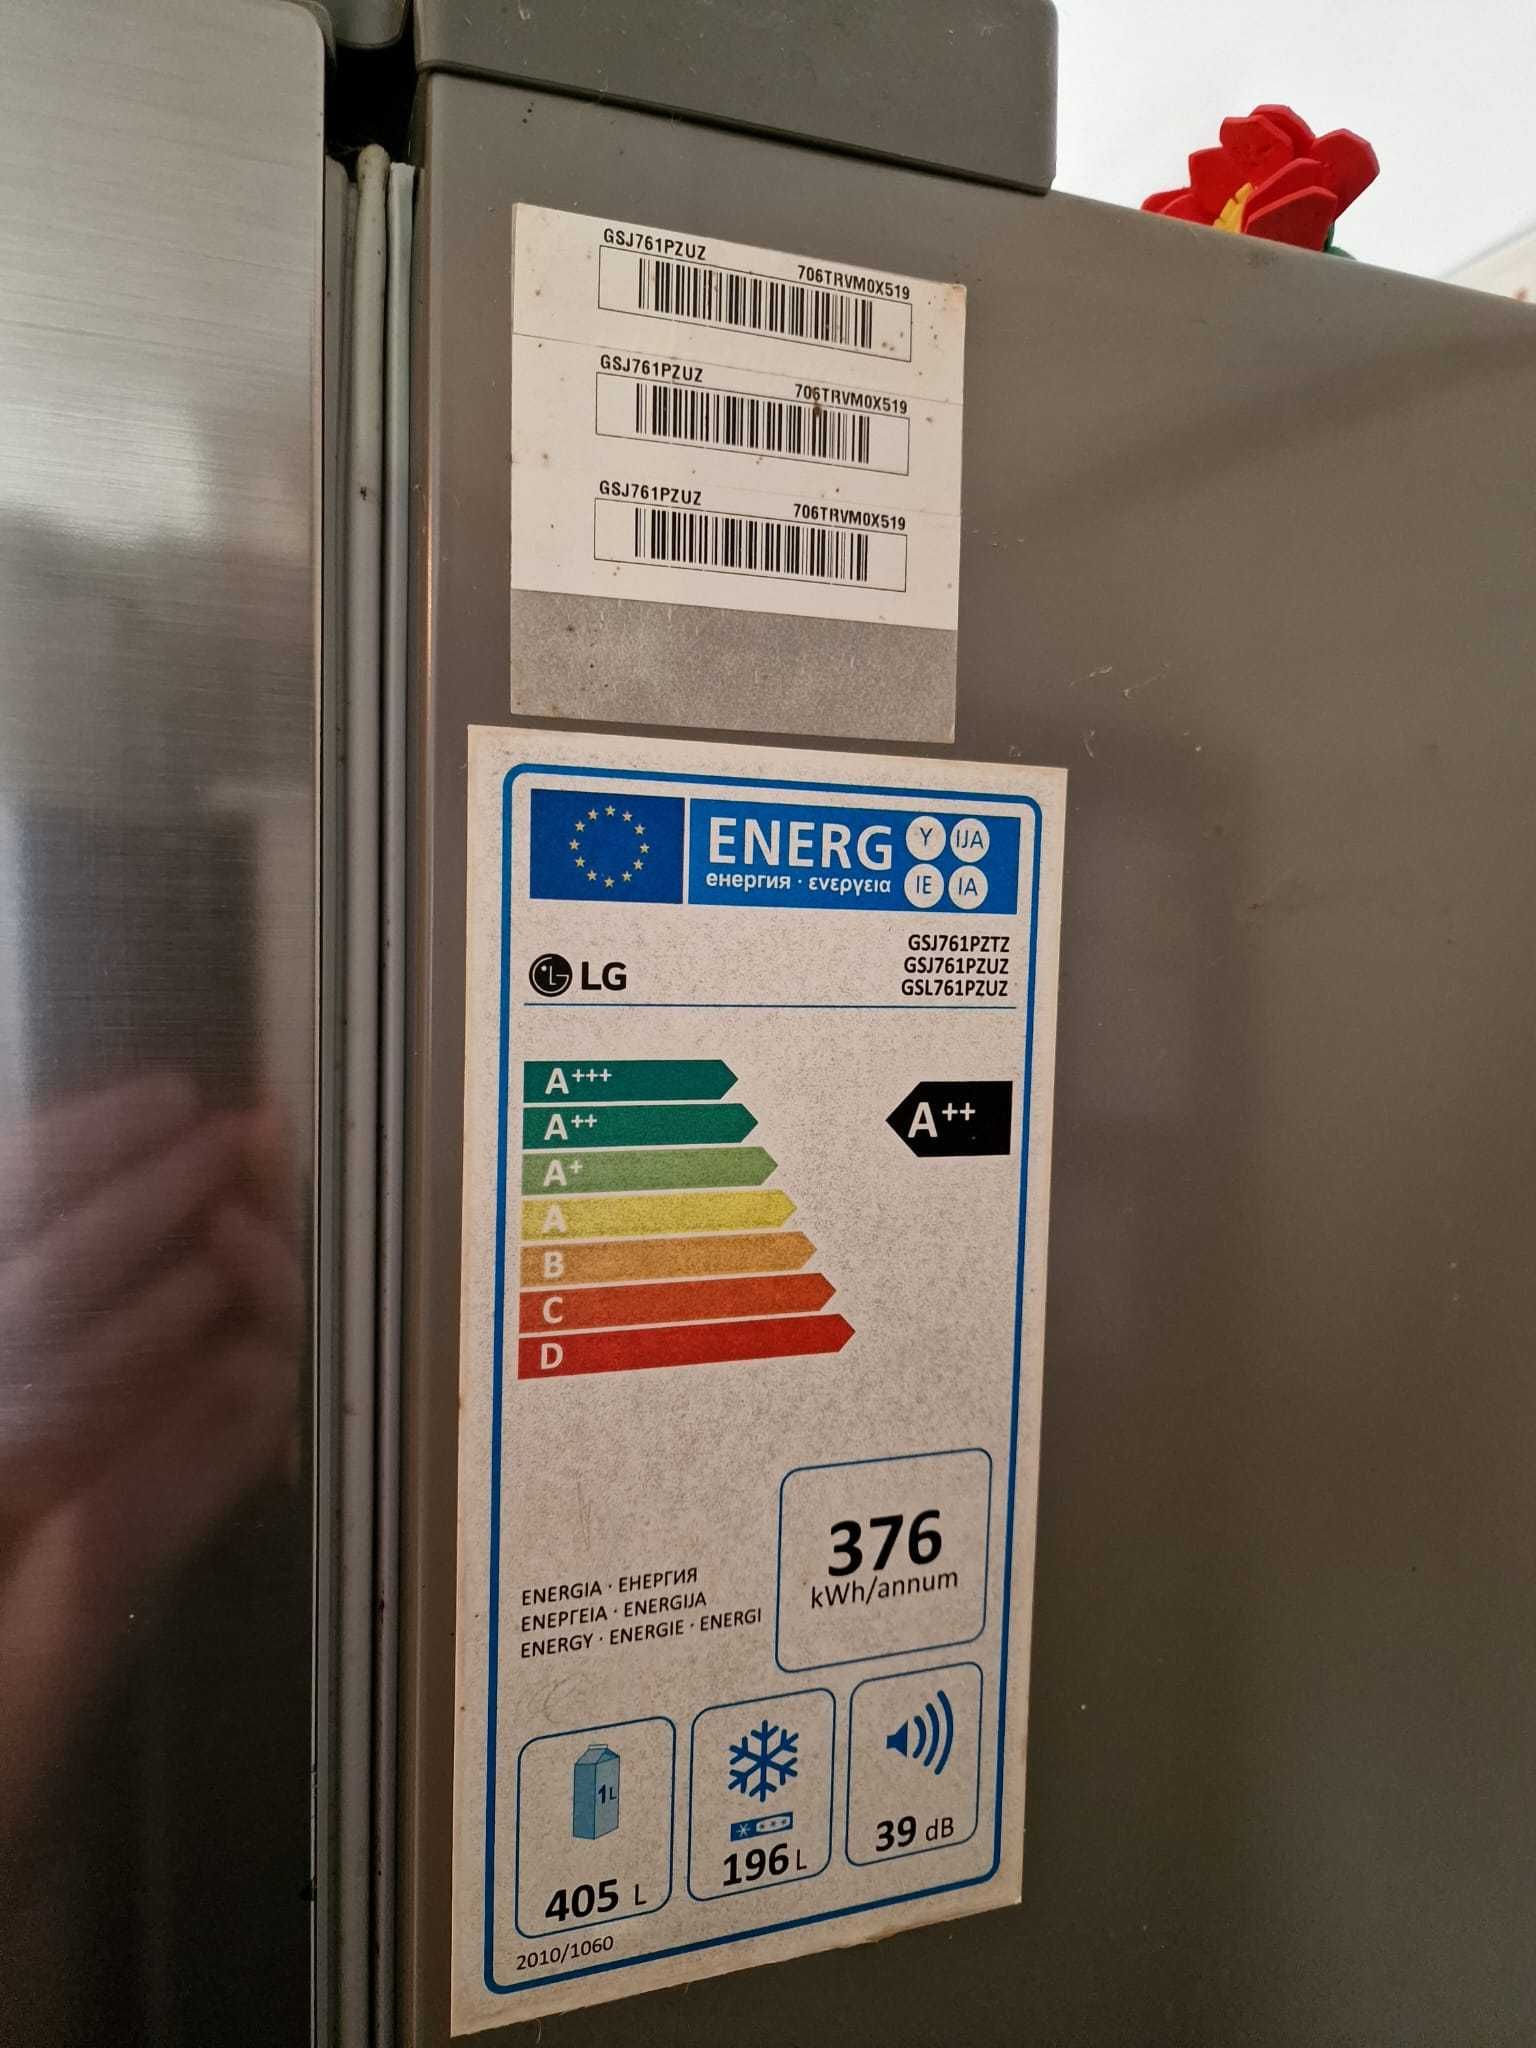 GSJ761PZUZ
706TRVM0X519
GSJ761PZUZ
706TRVM0X519
GSJ761PZUZ
706TRVM0X519
ENERG Y IJA
енергия · ενεργεια IE IA
LG
GSJ761PZTZ
GSJ761PZUZ
GSL761PZUZ
A+++
A++
A++
A+
A
B
C
D
376
kWh/annum
ENERGIA · ЕНЕРГИЯ
ΕΝΕΡΓΕΙΑ · ENERGIJA
ENERGY · ENERGIE · ENERGI
1L
405 L
196 L
39 dB
2010/1060